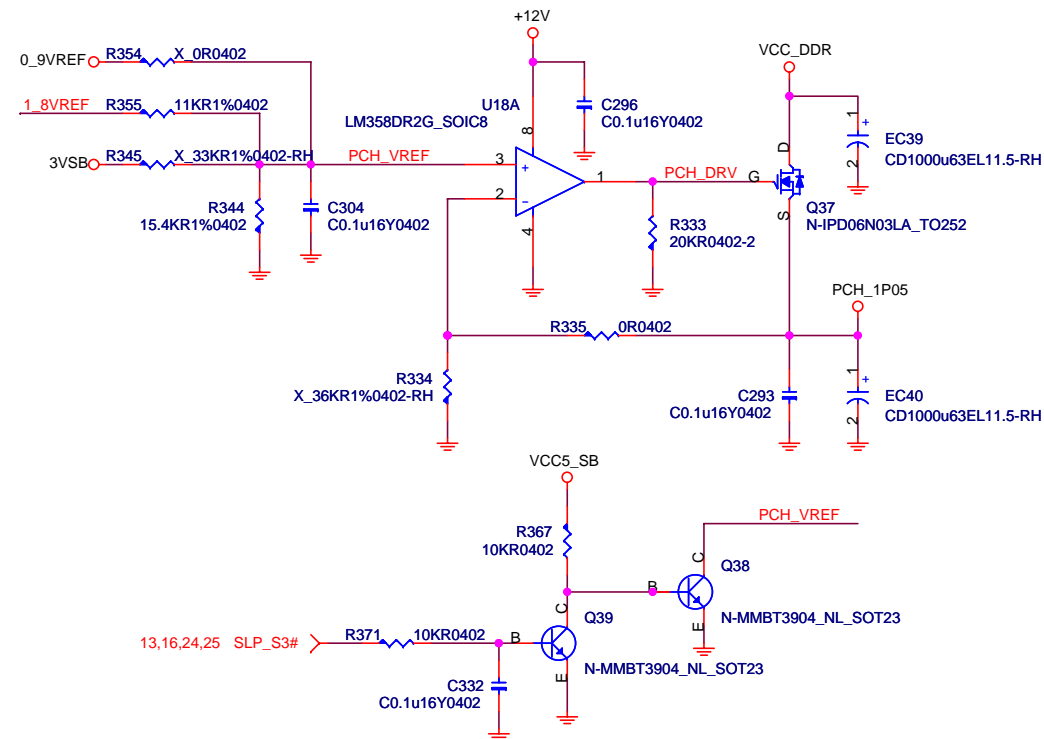 +12V
VCC_DDR
0_9VREF R354 X_0R0402
1_8VREF R355 11KR1%0402
3VSB R345 X_33KR1%0402-RH PCH_VREF
U18A
LM358DR2G_SOIC8
C296
C0.1u16Y0402
8
3
+
2
-
1
4
PCH_DRV
G
D
S
Q37
N-IPD06N03LA_TO252
1
+
2
EC39
CD1000u63EL11.5-RH
R344
15.4KR1%0402
C304
C0.1u16Y0402
R333
20KR0402-2
PCH_1P05
R335 0R0402
R334
X_36KR1%0402-RH
C293
C0.1u16Y0402
1
+
2
EC40
CD1000u63EL11.5-RH
VCC5_SB
R367
10KR0402
PCH_VREF
C
B
E
Q38
N-MMBT3904_NL_SOT23
13,16,24,25 SLP_S3# R371 10KR0402
B
C
E
Q39
N-MMBT3904_NL_SOT23
C332
C0.1u16Y0402